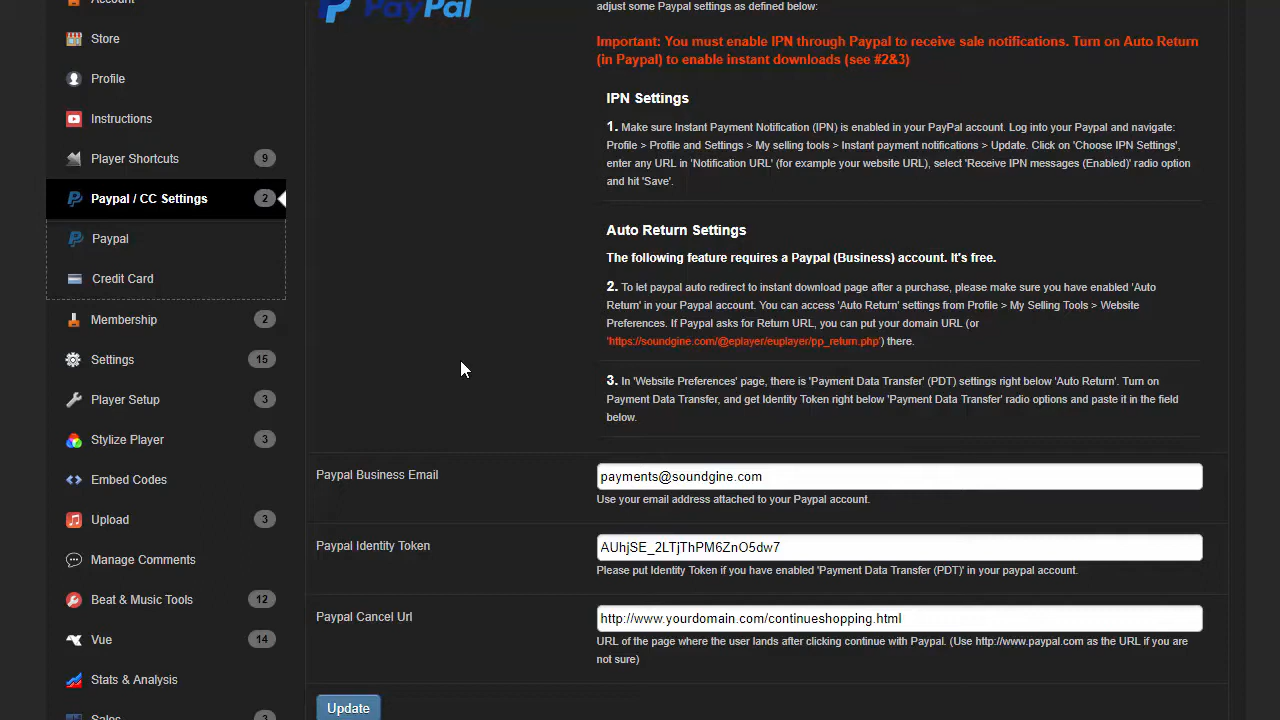 Account
Store
Profile
Instructions
Player Shortcuts 9
Paypal / CC Settings 2
Paypal
Credit Card
Membership 2
Settings 15
Player Setup 3
Stylize Player 3
Embed Codes
Upload 3
Manage Comments
Beat & Music Tools 12
Vue 14
Stats & Analysis
Sales 3
PayPal
adjust some Paypal settings as defined below:
Important: You must enable IPN through Paypal to receive sale notifications. Turn on Auto Return
(in Paypal) to enable instant downloads (see #2&3)
IPN Settings
1. Make sure Instant Payment Notification (IPN) is enabled in your PayPal account. Log into your Paypal and navigate:
Profile > Profile and Settings > My selling tools > Instant payment notifications > Update. Click on 'Choose IPN Settings',
enter any URL in 'Notification URL' (for example your website URL), select 'Receive IPN messages (Enabled)' radio option
and hit 'Save'.
Auto Return Settings
The following feature requires a Paypal (Business) account. It's free.
2. To let paypal auto redirect to instant download page after a purchase, please make sure you have enabled 'Auto
Return' in your Paypal account. You can access 'Auto Return' settings from Profile > My Selling Tools > Website
Preferences. If Paypal asks for Return URL, you can put your domain URL (or
'https://soundgine.com/@eplayer/euplayer/pp_return.php') there.
3. In 'Website Preferences' page, there is 'Payment Data Transfer' (PDT) settings right below 'Auto Return'. Turn on
Payment Data Transfer, and get Identity Token right below 'Payment Data Transfer' radio options and paste it in the field
below.
Paypal Business Email
payments@soundgine.com
Use your email address attached to your Paypal account.
Paypal Identity Token
AUhjSE_2LTjThPM6ZnO5dw7
Please put Identity Token if you have enabled 'Payment Data Transfer (PDT)' in your paypal account.
Paypal Cancel Url
http://www.yourdomain.com/continueshopping.html
URL of the page where the user lands after clicking continue with Paypal. (Use http://www.paypal.com as the URL if you are
not sure)
Update